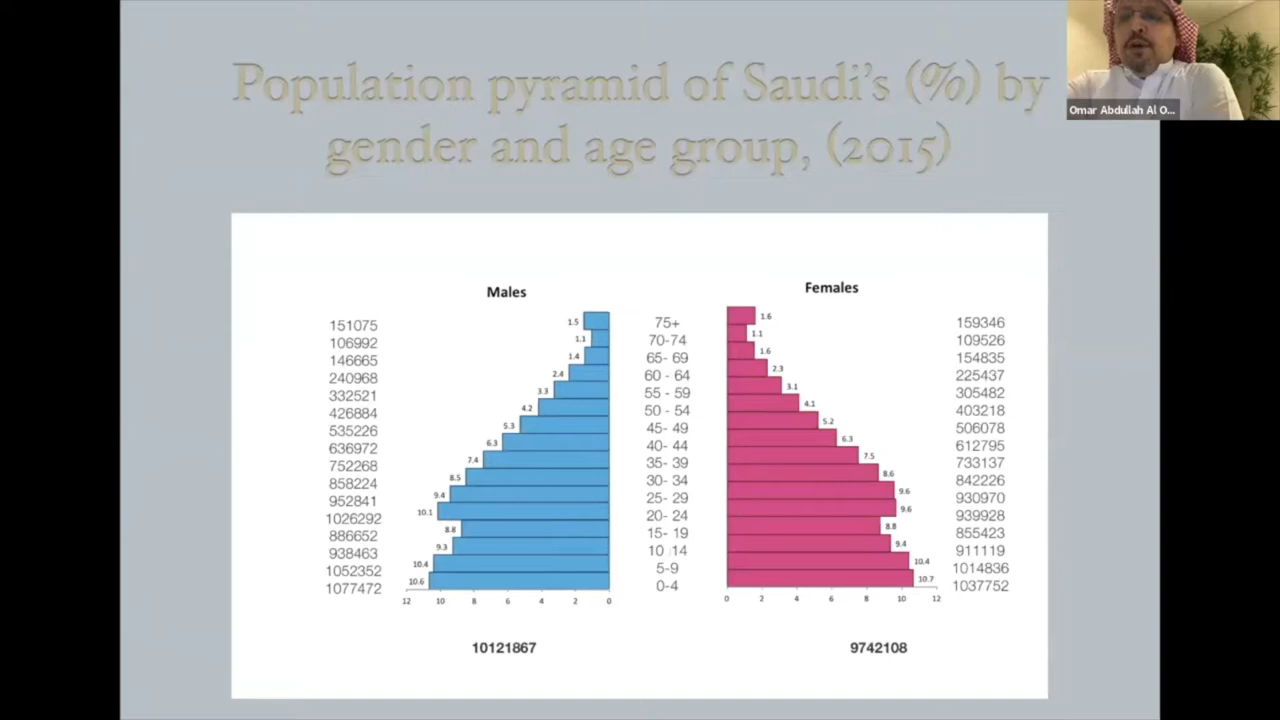 Population pyramid of Saudi's (%) by
gender and age group, (2015)
Omar Abdullah Al O...
Males
Females
151075 1.5 75+ 1.6 159346
106992 1.1 70-74 1.1 109526
146665 1.4 65- 69 1.6 154835
240968 2.4 60 - 64 2.3 225437
332521 3.3 55 - 59 3.1 305482
426884 4.2 50 - 54 4.1 403218
535226 5.3 45- 49 5.2 506078
636972 6.3 40- 44 6.3 612795
752268 7.4 35- 39 7.5 733137
858224 8.5 30- 34 8.6 842226
952841 9.4 25- 29 9.6 930970
1026292 10.1 20- 24 9.6 939928
886652 8.8 15- 19 8.8 855423
938463 9.3 10 14 9.4 911119
1052352 10.4 5-9 10.4 1014836
1077472 10.6 0-4 10.7 1037752
12 10 8 6 4 2 0
0 2 4 6 8 10 12
10121867
9742108